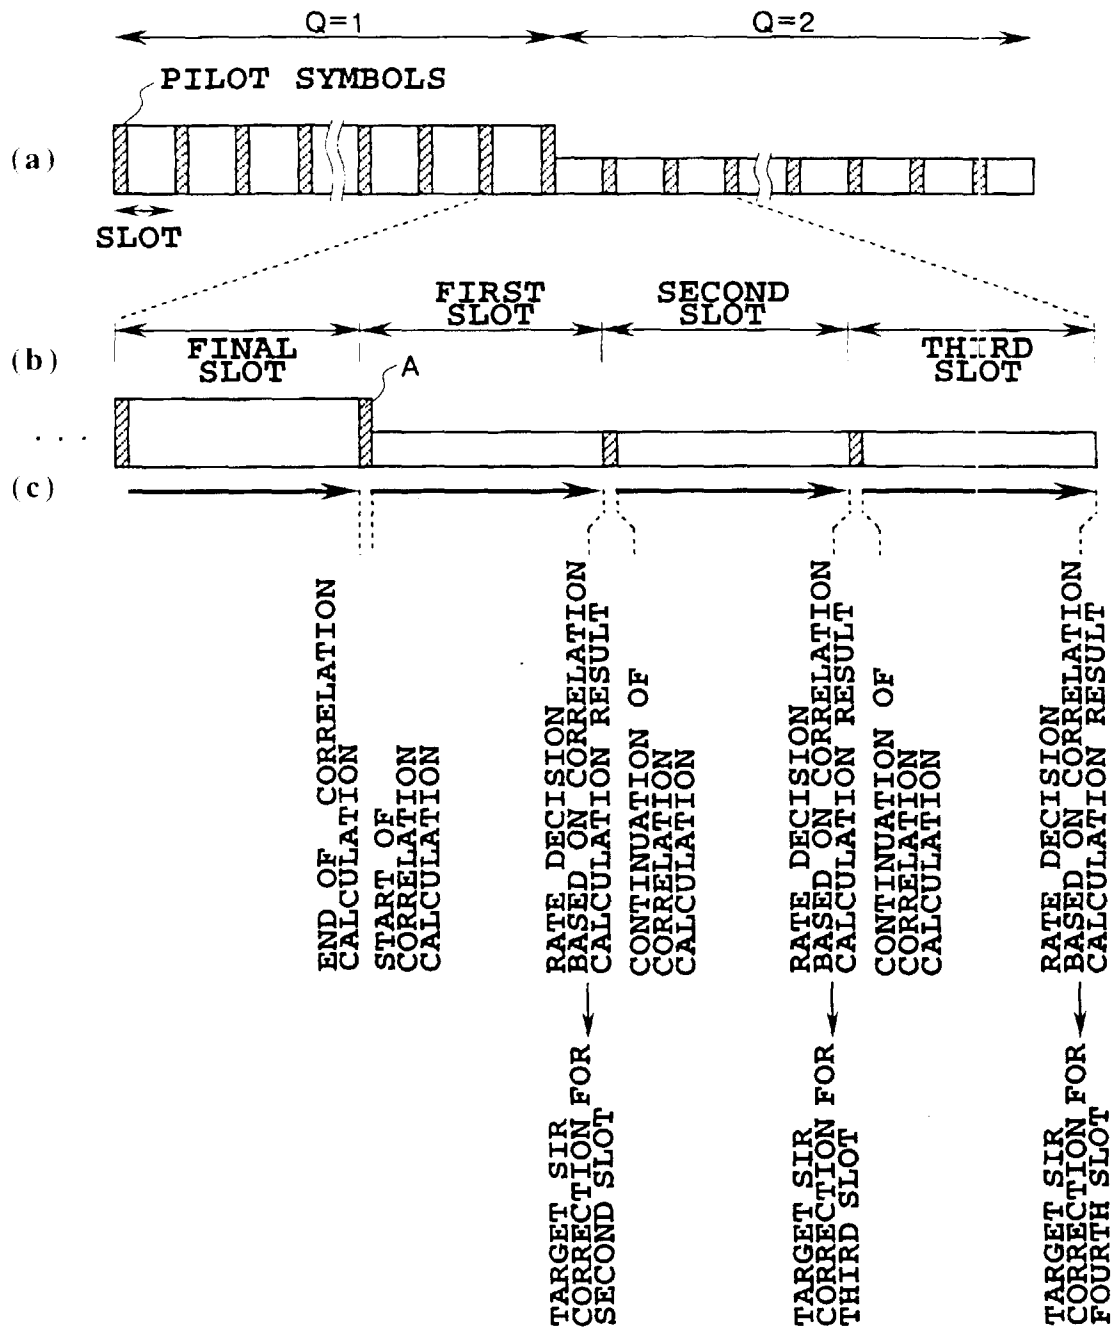 Q=1
Q=2
PILOT SYMBOLS
(a)
SLOT
FIRST
SLOT
SECOND
SLOT
(b)
FINAL
SLOT
THIRD
SLOT
A
. . .
(c)
END OF CORRELATION
CALCULATION
START OF
CORRELATION
CALCULATION
RATE DECISION
BASED ON CORRELATION
CALCULATION RESULT
CONTINUATION OF
CORRELATION
CALCULATION
RATE DECISION
BASED ON CORRELATION
CALCULATION RESULT
CONTINUATION OF
CORRELATION
CALCULATION
RATE DECISION
BASED ON CORRELATION
CALCULATION RESULT
TARGET SIR
CORRECTION FOR
SECOND SLOT
TARGET SIR
CORRECTION FOR
THIRD SLOT
TARGET SIR
CORRECTION FOR
FOURTH SLOT